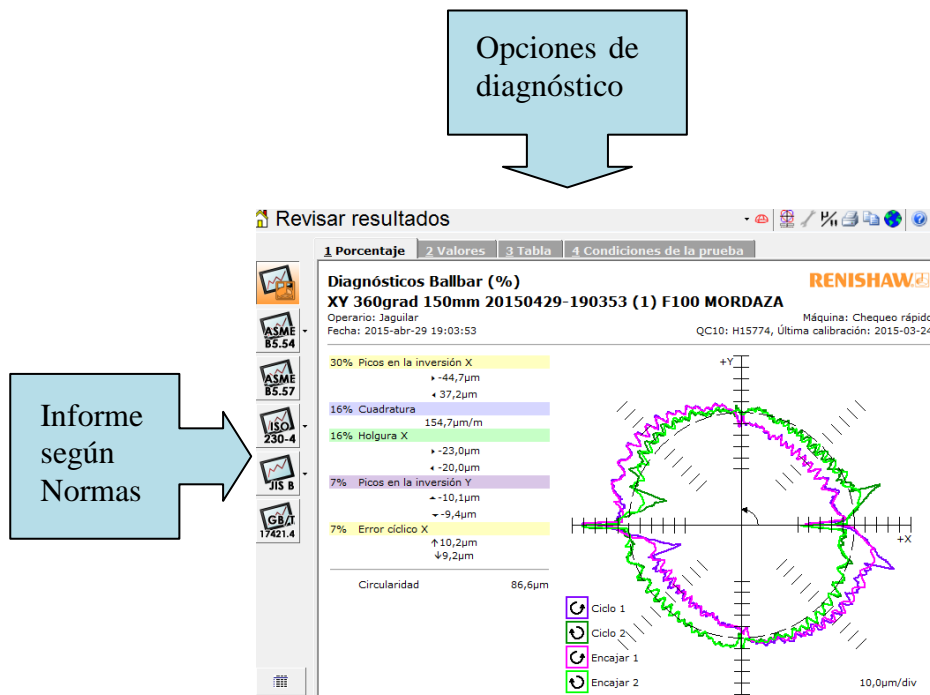 Opciones de
diagnóstico
Revisar resultados
1 Porcentaje 2 Valores 3 Tabla 4 Condiciones de la prueba
Diagnósticos Ballbar (%)
RENISHAW
XY 360grad 150mm 20150429-190353 (1) F100 MORDAZA
Operario: Jaguilar
Máquina: Chequeo rápido
Fecha: 2015-abr-29 19:03:53
QC10: H15774, Última calibración: 2015-03-24
ASME
B5.54
ASME
B5.57
ISO
230-4
JIS B
GB/T
17421.4
Informe
según
Normas
30% Picos en la inversión X
-44,7µm
37,2µm
16% Cuadratura
154,7µm/m
16% Holgura X
-23,0µm
-20,0µm
7% Picos en la inversión Y
-10,1µm
-9,4µm
7% Error cíclico X
↑10,2µm
↓9,2µm
Circularidad 86,6µm
+Y
+X
Ciclo 1
Ciclo 2
Encajar 1
Encajar 2
10,0µm/div